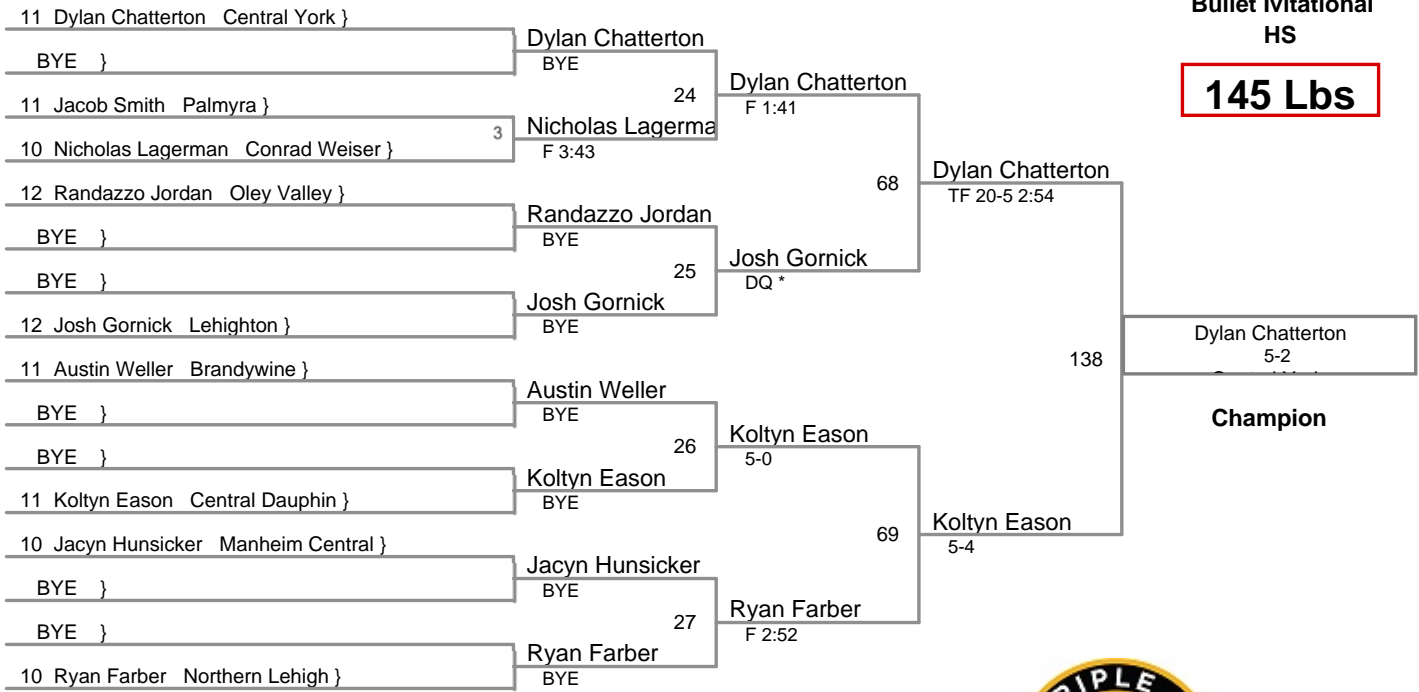 Bullet Ivitational
HS
145 Lbs
11 Dylan Chatterton Central York }
BYE }
11 Jacob Smith Palmyra }
10 Nicholas Lagerman Conrad Weiser }
12 Randazzo Jordan Oley Valley }
BYE }
BYE }
12 Josh Gornick Lehighton }
11 Austin Weller Brandywine }
BYE }
BYE }
11 Koltyn Eason Central Dauphin }
10 Jacyn Hunsicker Manheim Central }
BYE }
BYE }
10 Ryan Farber Northern Lehigh }
Dylan Chatterton
BYE
3
Nicholas Lagerma
F 3:43
Randazzo Jordan
BYE
Josh Gornick
BYE
Austin Weller
BYE
Koltyn Eason
BYE
Jacyn Hunsicker
BYE
Ryan Farber
BYE
24
Dylan Chatterton
F 1:41
25
Josh Gornick
DQ *
26
Koltyn Eason
5-0
27
Ryan Farber
F 2:52
68
Dylan Chatterton
TF 20-5 2:54
69
Koltyn Eason
5-4
138
Dylan Chatterton
5-2
Champion
RIPLE